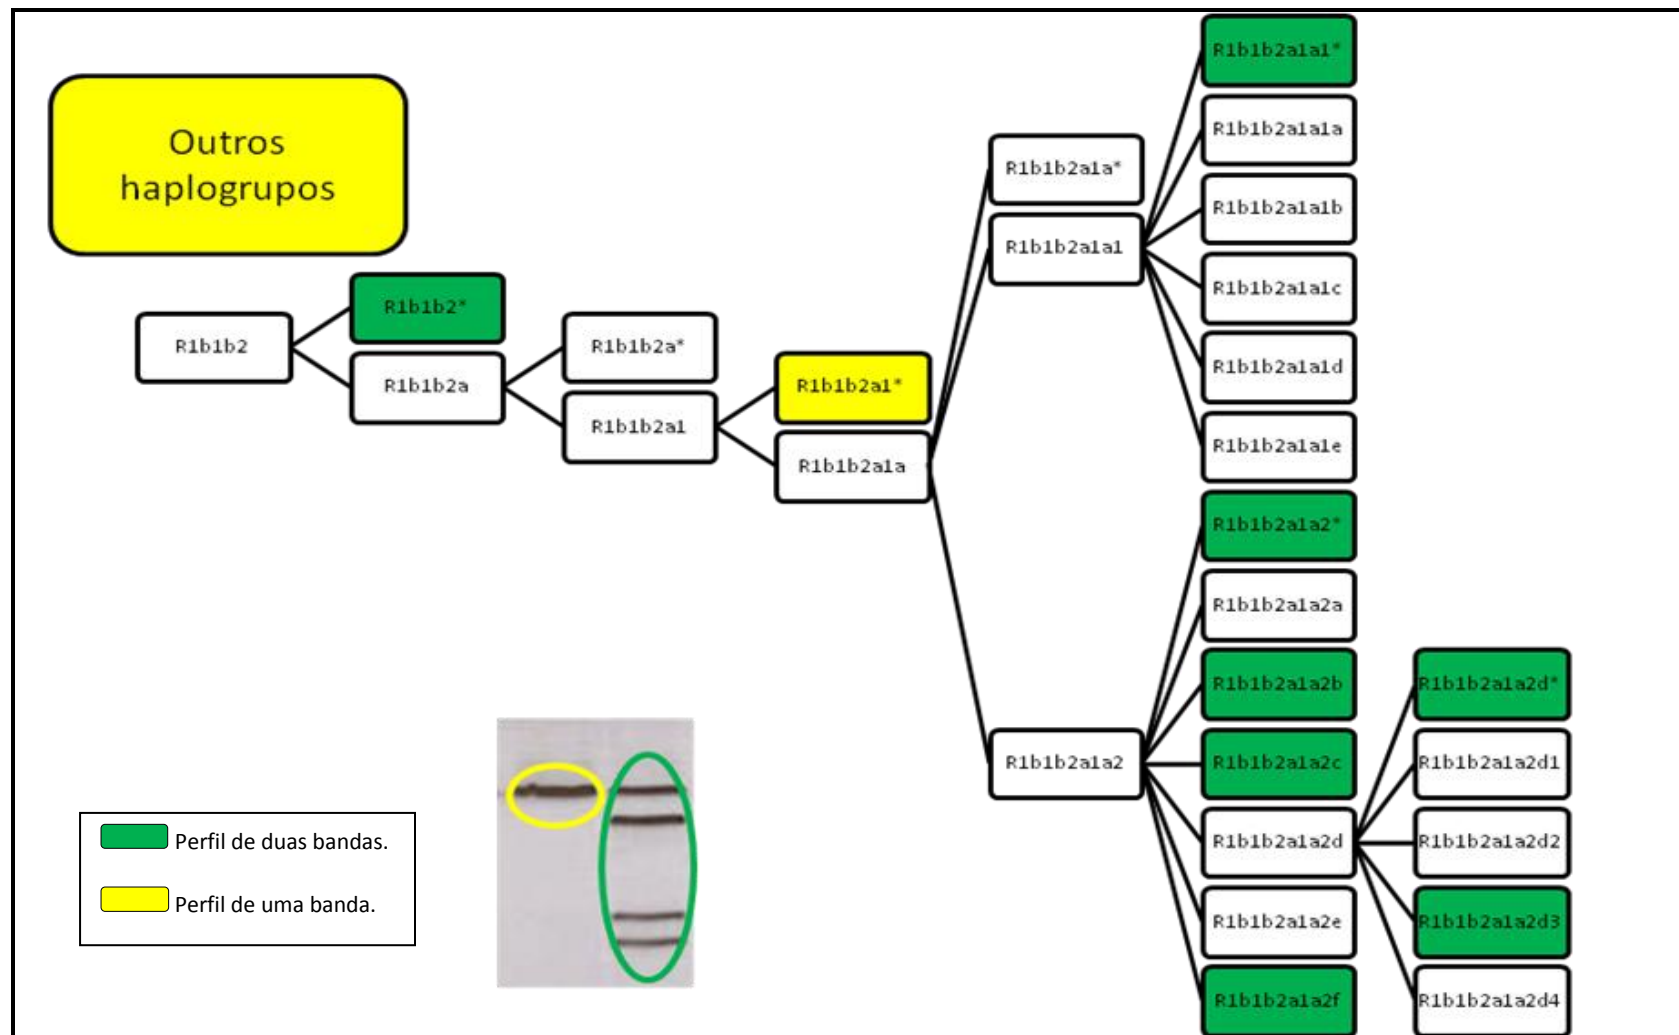 Outros
haplogrupos
R1b1b2
R1b1b2*
R1b1b2a
R1b1b2a*
R1b1b2a1
R1b1b2a1*
R1b1b2a1a
R1b1b2a1a*
R1b1b2a1a1
R1b1b2a1a2
R1b1b2a1a1*
R1b1b2a1a1a
R1b1b2a1a1b
R1b1b2a1a1c
R1b1b2a1a1d
R1b1b2a1a1e
R1b1b2a1a2*
R1b1b2a1a2a
R1b1b2a1a2b
R1b1b2a1a2c
R1b1b2a1a2d
R1b1b2a1a2e
R1b1b2a1a2f
R1b1b2a1a2d*
R1b1b2a1a2d1
R1b1b2a1a2d2
R1b1b2a1a2d3
R1b1b2a1a2d4
Perfil de duas bandas.
Perfil de uma banda.